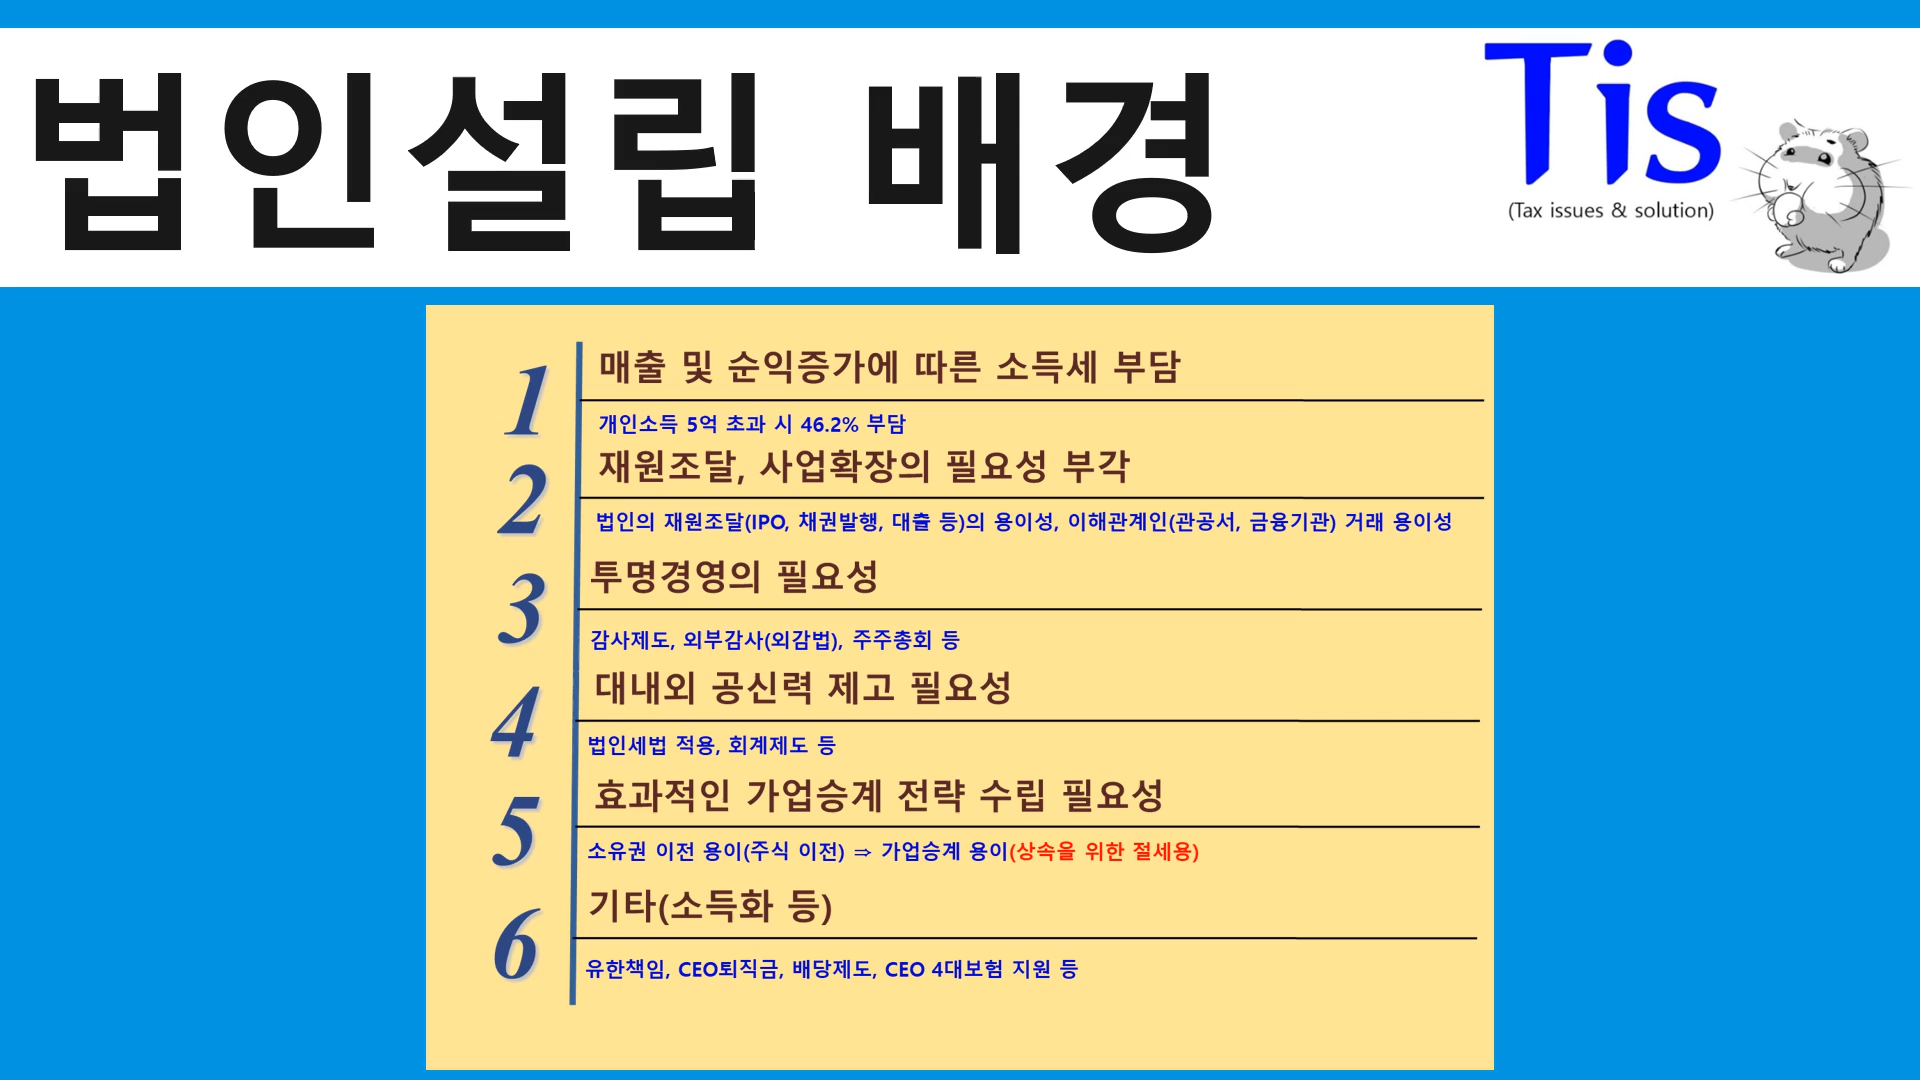 법인설립 배경
Tis
(Tax issues & solution)
1 매출 및 순익증가에 따른 소득세 부담
개인소득 5억 초과 시 46.2% 부담
2 재원조달, 사업확장의 필요성 부각
법인의 재원조달(IPO, 채권발행, 대출 등)의 용이성, 이해관계인(관공서, 금융기관) 거래 용이성
3 투명경영의 필요성
감사제도, 외부감사(외감법), 주주총회 등
4 대내외 공신력 제고 필요성
법인세법 적용, 회계제도 등
5 효과적인 가업승계 전략 수립 필요성
소유권 이전 용이(주식 이전) ⇒ 가업승계 용이(상속을 위한 절세용)
6 기타(소득화 등)
유한책임, CEO퇴직금, 배당제도, CEO 4대보험 지원 등